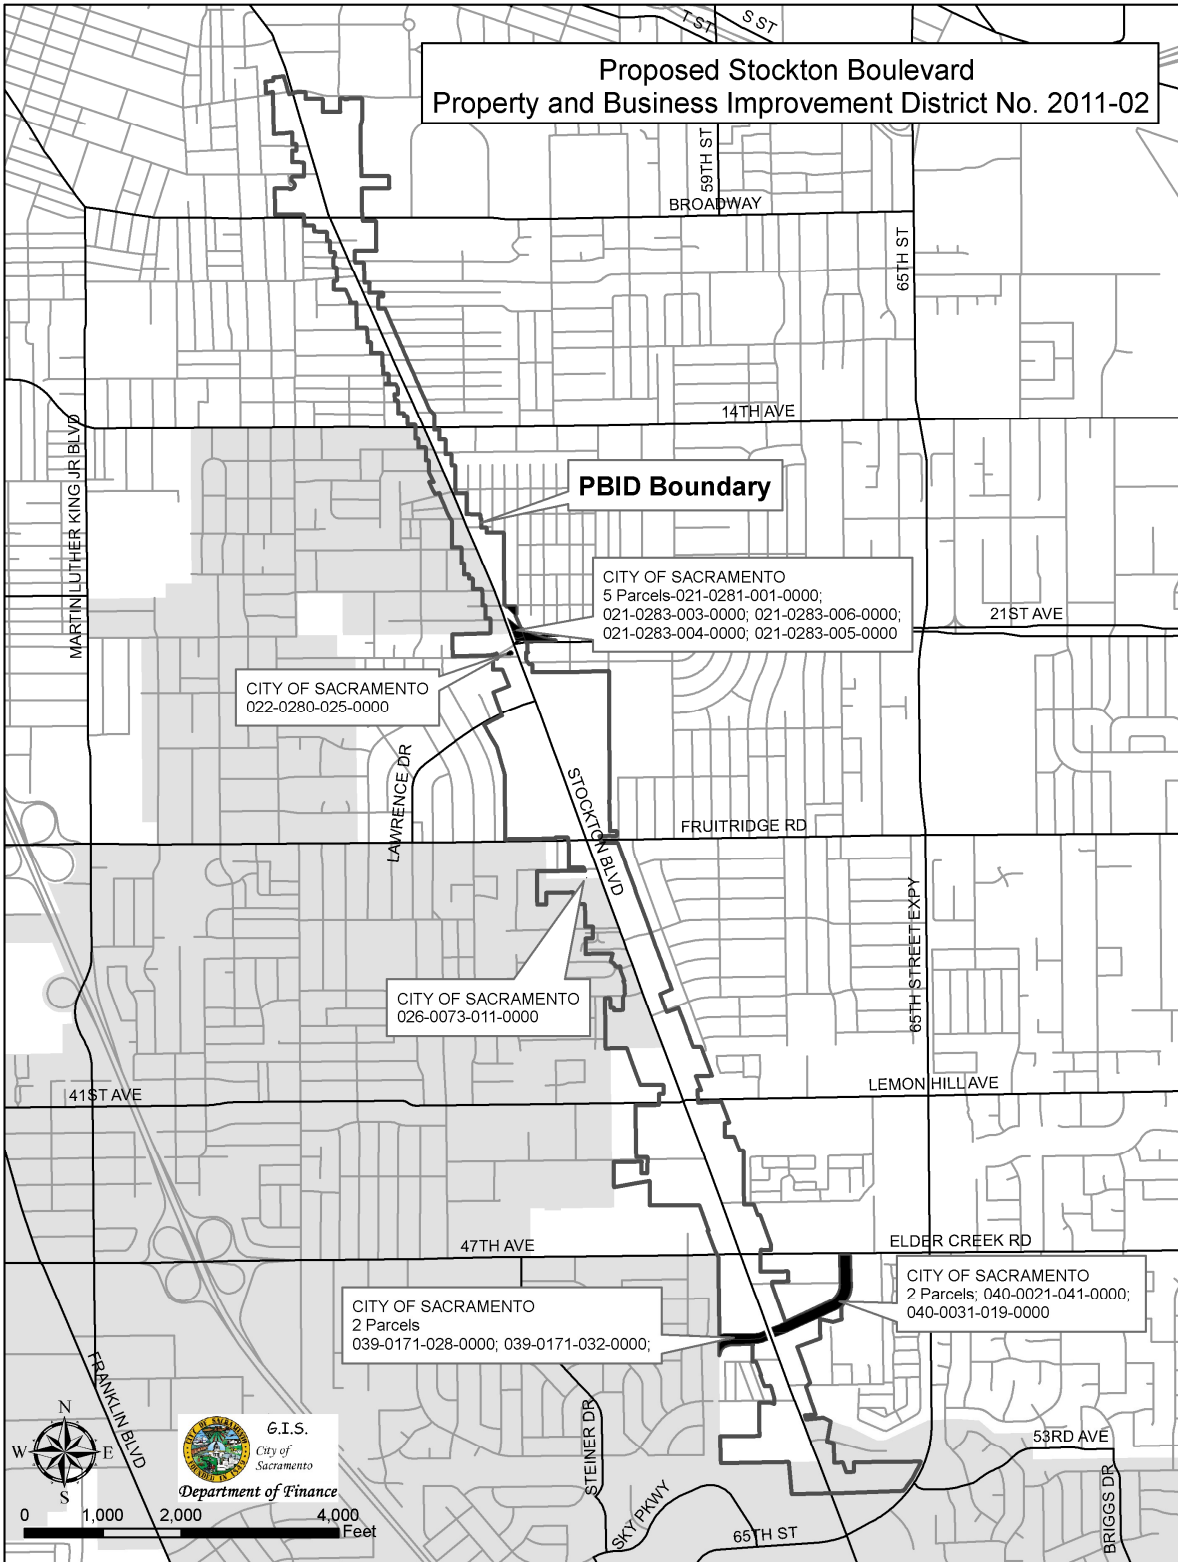 T ST
S ST
Proposed Stockton Boulevard
Property and Business Improvement District No. 2011-02
59TH ST
BROADWAY
65TH ST
14TH AVE
MARTIN LUTHER KING JR BLVD
PBID Boundary
CITY OF SACRAMENTO
5 Parcels-021-0281-001-0000;
021-0283-003-0000; 021-0283-006-0000;
021-0283-004-0000; 021-0283-005-0000
21ST AVE
CITY OF SACRAMENTO
022-0280-025-0000
LAWRENCE DR
STOCKTON BLVD
FRUITRIDGE RD
65TH STREET EXPY
CITY OF SACRAMENTO
026-0073-011-0000
41ST AVE
LEMON HILL AVE
47TH AVE
ELDER CREEK RD
CITY OF SACRAMENTO
2 Parcels; 040-0021-041-0000;
040-0031-019-0000
CITY OF SACRAMENTO
2 Parcels
039-0171-028-0000; 039-0171-032-0000;
FRANKLIN BLVD
STEINER DR
SKY PKWY
65TH ST
53RD AVE
BRIGGS DR
N
W E
S
CITY OF SACRAMENTO
FOUNDED IN 1849
G.I.S.
City of
Sacramento
Department of Finance
0 1,000 2,000 4,000
Feet